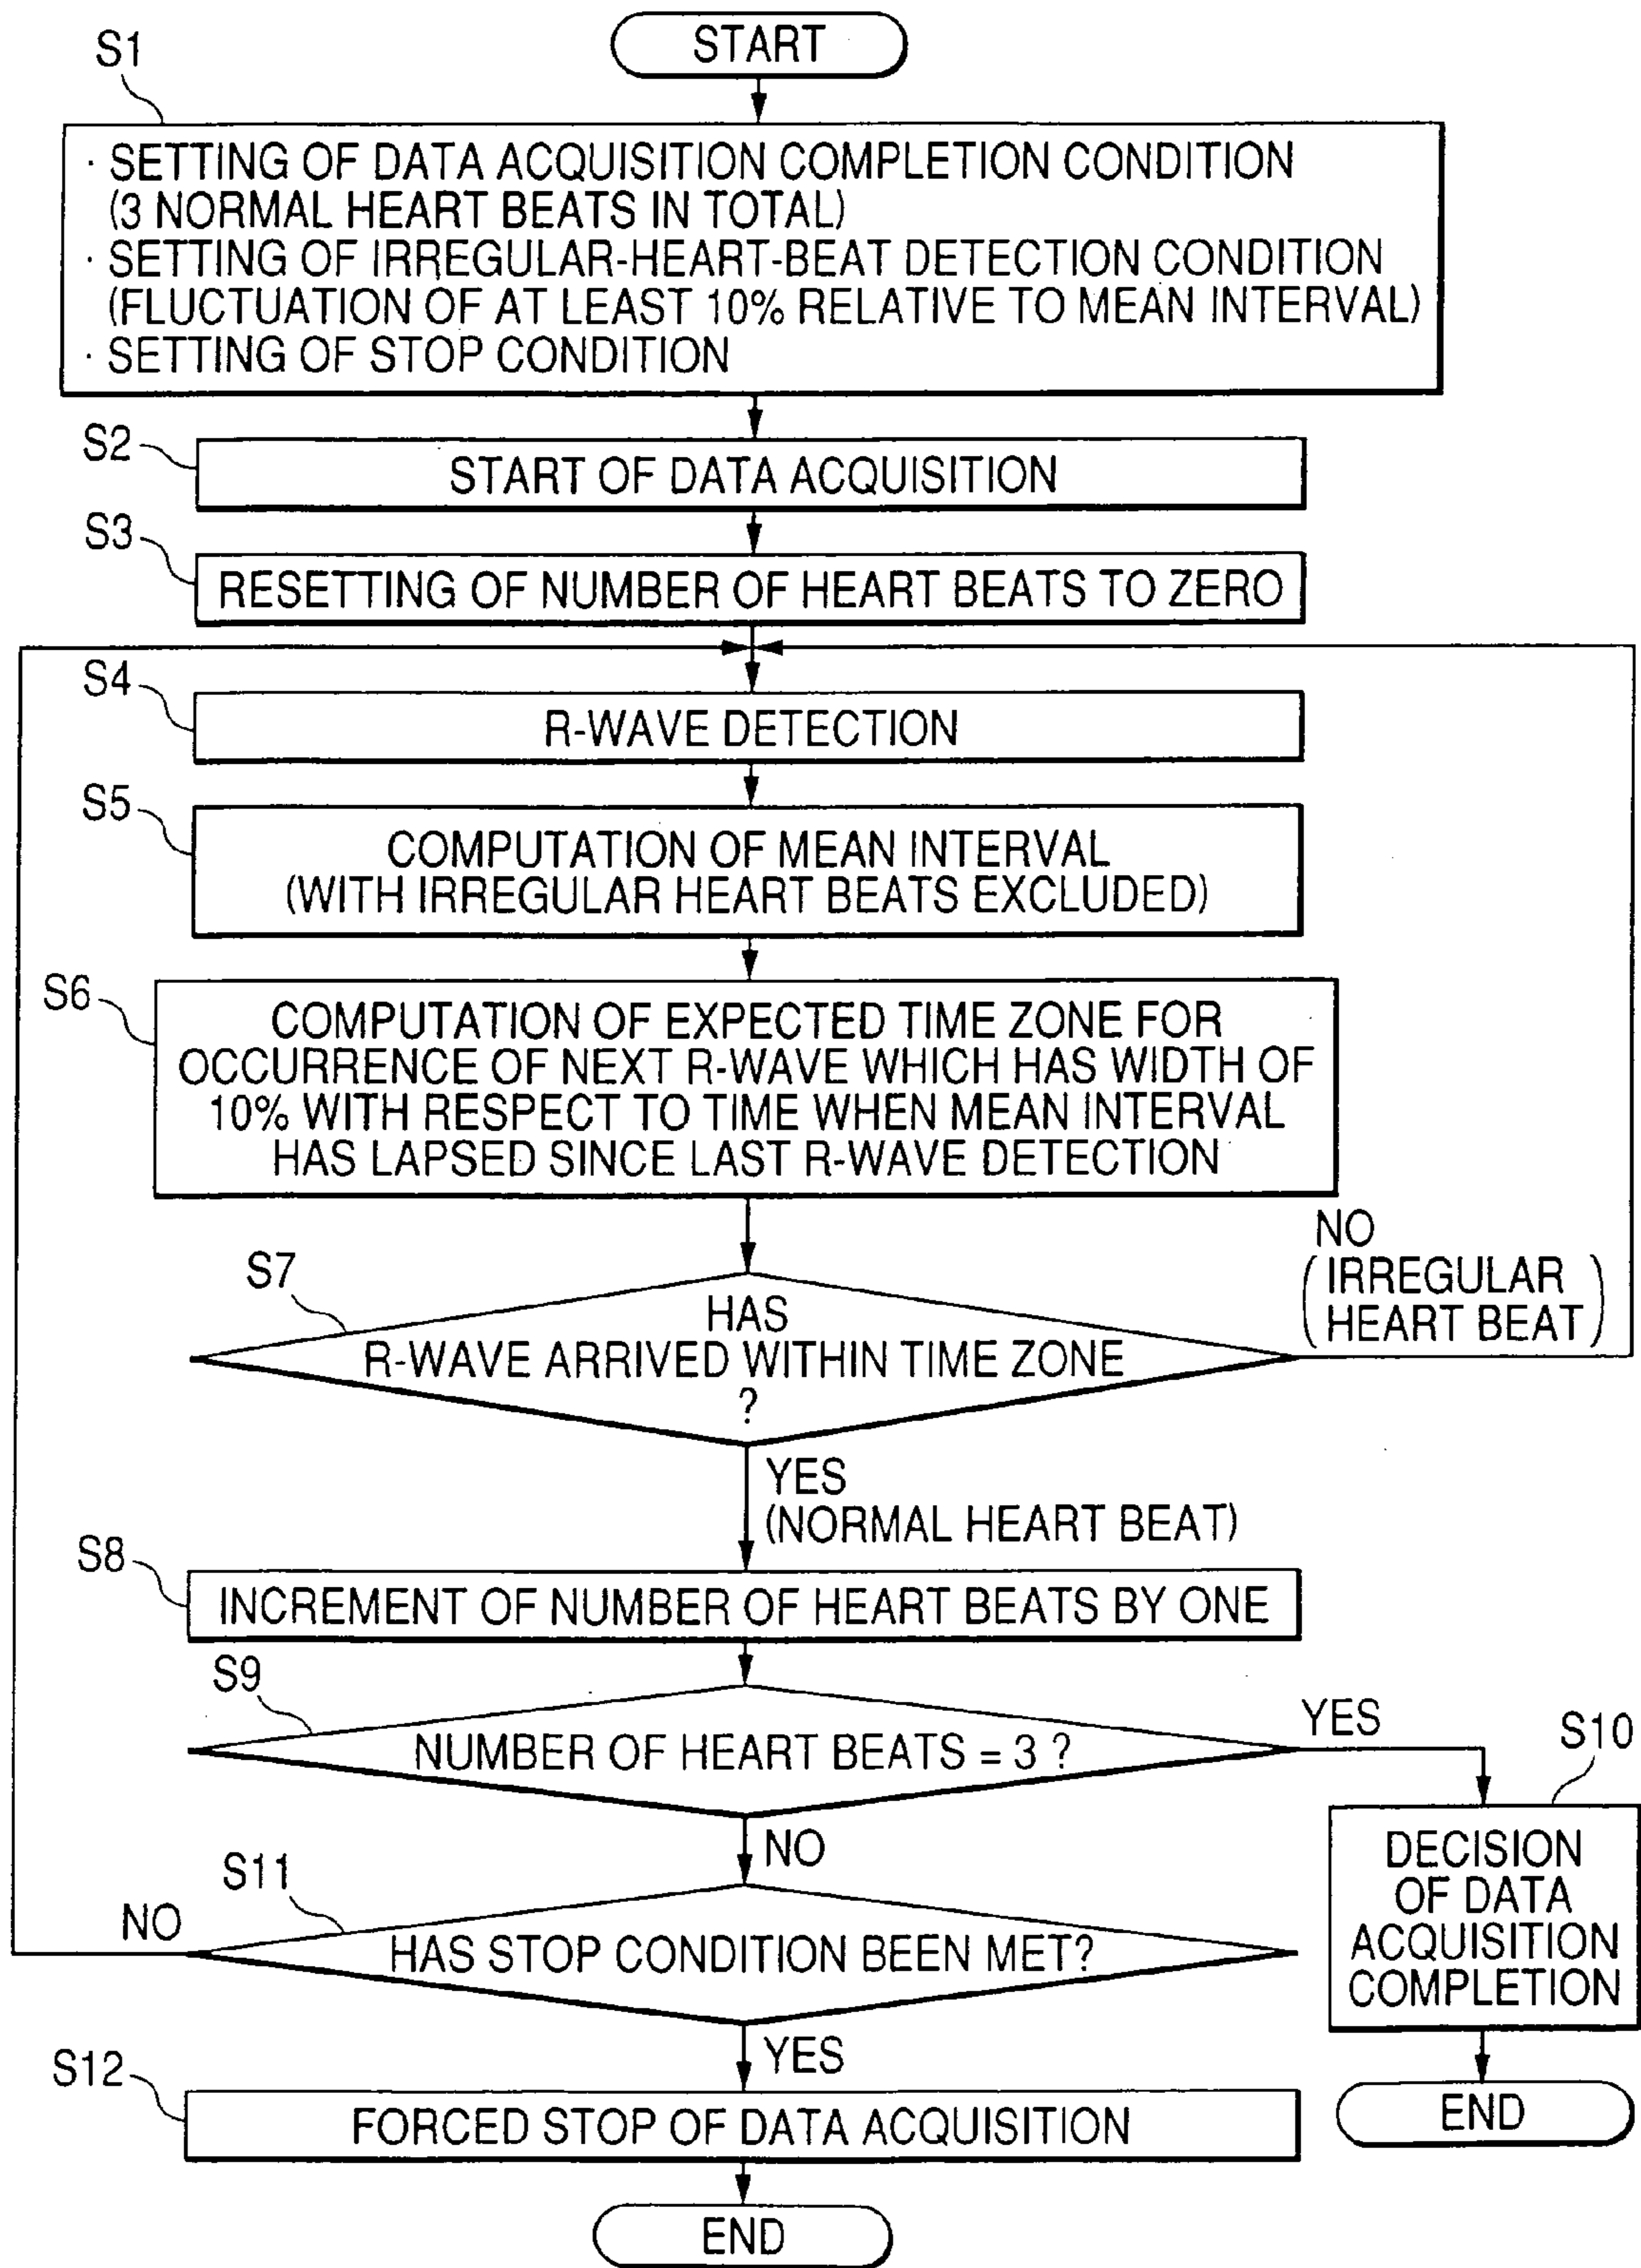 START
S1
· SETTING OF DATA ACQUISITION COMPLETION CONDITION
(3 NORMAL HEART BEATS IN TOTAL)
· SETTING OF IRREGULAR-HEART-BEAT DETECTION CONDITION
(FLUCTUATION OF AT LEAST 10% RELATIVE TO MEAN INTERVAL)
· SETTING OF STOP CONDITION
S2
START OF DATA ACQUISITION
S3
RESETTING OF NUMBER OF HEART BEATS TO ZERO
S4
R-WAVE DETECTION
S5
COMPUTATION OF MEAN INTERVAL
(WITH IRREGULAR HEART BEATS EXCLUDED)
S6
COMPUTATION OF EXPECTED TIME ZONE FOR
OCCURRENCE OF NEXT R-WAVE WHICH HAS WIDTH OF
10% WITH RESPECT TO TIME WHEN MEAN INTERVAL
HAS LAPSED SINCE LAST R-WAVE DETECTION
S7
HAS
R-WAVE ARRIVED WITHIN TIME ZONE
?
NO
(IRREGULAR
HEART BEAT)
YES
(NORMAL HEART BEAT)
S8
INCREMENT OF NUMBER OF HEART BEATS BY ONE
S9
NUMBER OF HEART BEATS = 3 ?
YES
S10
DECISION
OF DATA
ACQUISITION
COMPLETION
END
NO
S11
HAS STOP CONDITION BEEN MET?
NO
YES
S12
FORCED STOP OF DATA ACQUISITION
END